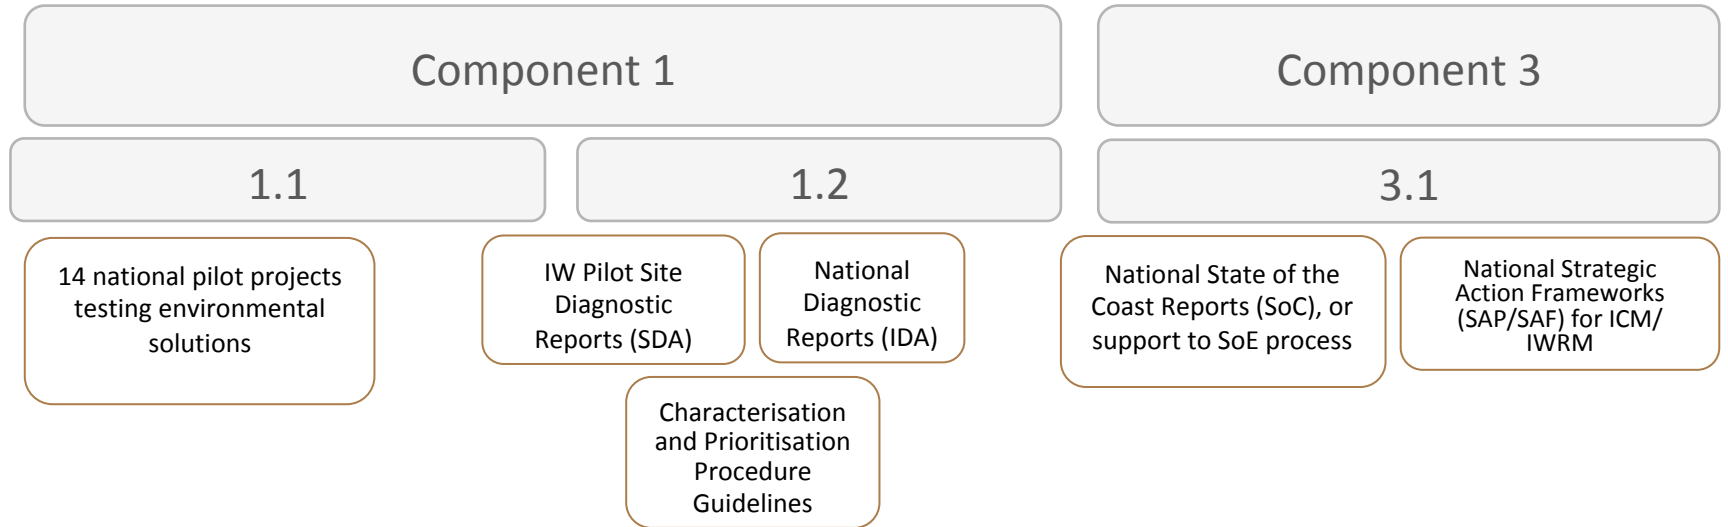 Component 1
Component 3
1.1
1.2
3.1
14 national pilot projects
testing environmental
solutions
IW Pilot Site
Diagnostic
Reports (SDA)
National
Diagnostic
Reports (IDA)
Characterisation
and Prioritisation
Procedure
Guidelines
National State of the
Coast Reports (SoC), or
support to SoE process
National Strategic
Action Frameworks
(SAP/SAF) for ICM/
IWRM